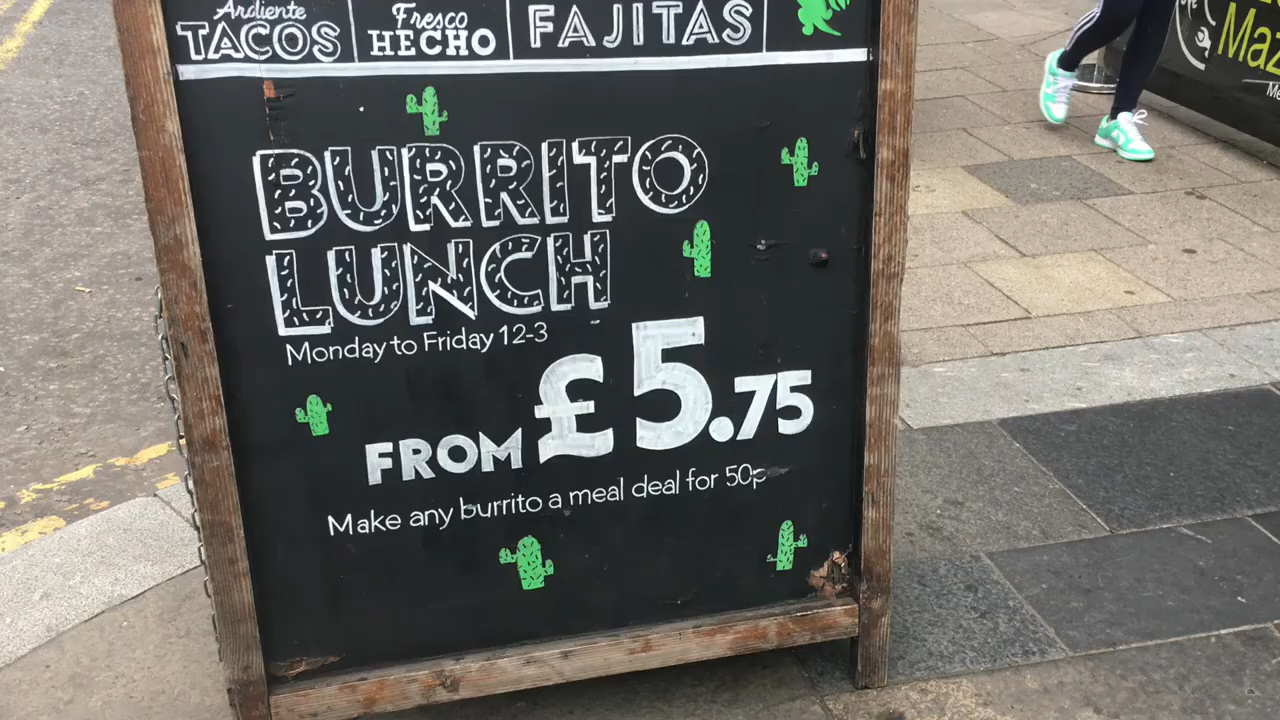 Ardiente
TACOS
Fresco
HECHO
FAJITAS
BURRITO
LUNCH
Monday to Friday 12-3
FROM £5.75
Make any burrito a meal deal for 50p